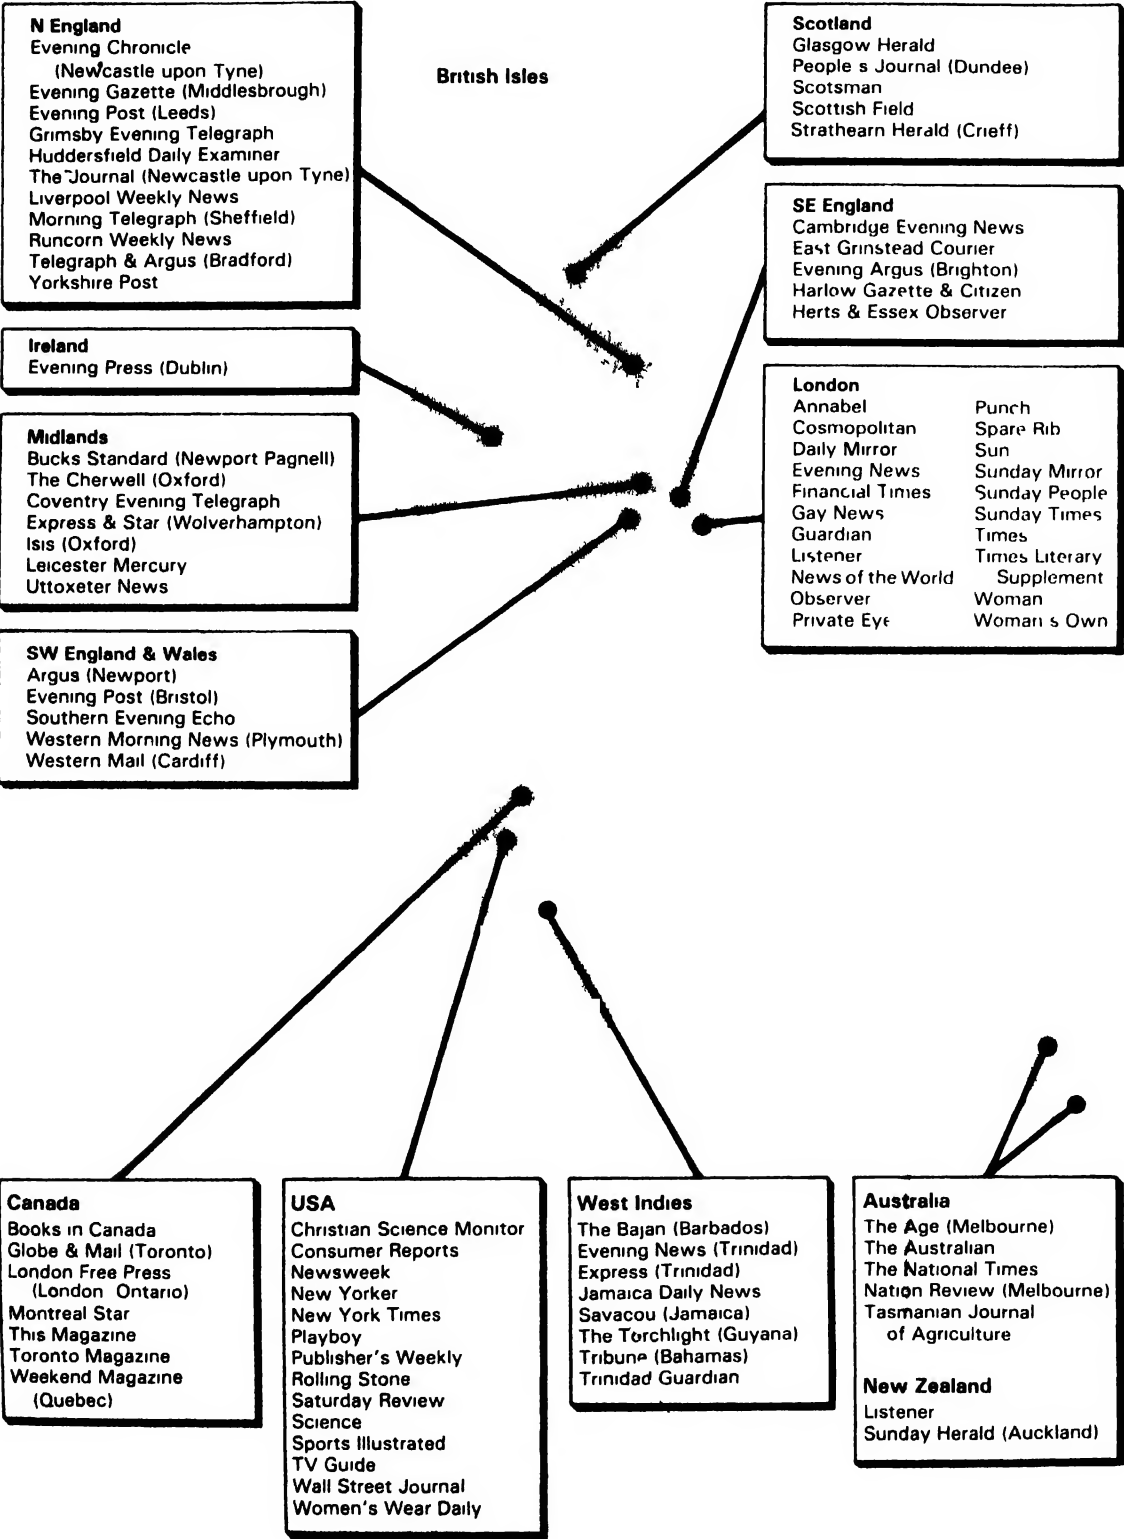 N England
Evening Chronicle
(Newcastle upon Tyne)
Evening Gazette (Middlesbrough)
Evening Post (Leeds)
Grimsby Evening Telegraph
Huddersfield Daily Examiner
The Journal (Newcastle upon Tyne)
Liverpool Weekly News
Morning Telegraph (Sheffield)
Runcorn Weekly News
Telegraph & Argus (Bradford)
Yorkshire Post
British Isles
Scotland
Glasgow Herald
People s Journal (Dundee)
Scotsman
Scottish Field
Strathearn Herald (Crieff)
SE England
Cambridge Evening News
East Grinstead Courier
Evening Argus (Brighton)
Harlow Gazette & Citizen
Herts & Essex Observer
Ireland
Evening Press (Dublin)
Midlands
Bucks Standard (Newport Pagnell)
The Cherwell (Oxford)
Coventry Evening Telegraph
Express & Star (Wolverhampton)
Isis (Oxford)
Leicester Mercury
Uttoxeter News
London
Annabel
Cosmopolitan
Daily Mirror
Evening News
Financial Times
Gay News
Guardian
Listener
News of the World
Observer
Private Eye
Punch
Spare Rib
Sun
Sunday Mirror
Sunday People
Sunday Times
Times
Times Literary
Supplement
Woman
Woman s Own
SW England & Wales
Argus (Newport)
Evening Post (Bristol)
Southern Evening Echo
Western Morning News (Plymouth)
Western Mail (Cardiff)
Canada
Books in Canada
Globe & Mail (Toronto)
London Free Press
(London Ontario)
Montreal Star
This Magazine
Toronto Magazine
Weekend Magazine
(Quebec)
USA
Christian Science Monitor
Consumer Reports
Newsweek
New Yorker
New York Times
Playboy
Publisher's Weekly
Rolling Stone
Saturday Review
Science
Sports Illustrated
TV Guide
Wall Street Journal
Women's Wear Daily
West Indies
The Bajan (Barbados)
Evening News (Trinidad)
Express (Trinidad)
Jamaica Daily News
Savacou (Jamaica)
The Torchlight (Guyana)
Tribune (Bahamas)
Trinidad Guardian
Australia
The Age (Melbourne)
The Australian
The National Times
Nation Review (Melbourne)
Tasmanian Journal
of Agriculture
New Zealand
Listener
Sunday Herald (Auckland)